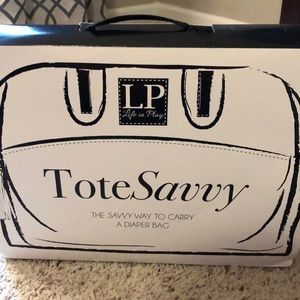 LP
Life in Play
ToteSavvy
THE SAVVY WAY TO CARRY
A DIAPER BAG